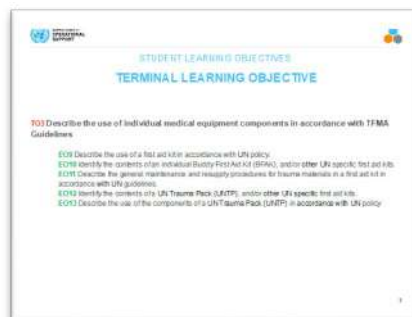 OPERATIONAL
SUPPORT
STUDENT LEARNING OBJECTIVES
TERMINAL LEARNING OBJECTIVE
TO3 Describe the use of individual medical equipment components in accordance with TFMA
Guidelines
EO9 Describe the use of a first aid kit in accordance with UN policy.
EO10 Identify the contents of an individual Buddy First Aid Kit (BFAK), and/or other UN specific first aid kits.
EO11 Describe the general maintenance and resupply procedures for trauma materials in a first aid kit in
accordance with UN guidelines.
EO12 Identify the contents of a UN Trauma Pack (UNTP), and/or other UN specific first aid kits.
EO13 Describe the use of the components of a UN Trauma Pack (UNTP) in accordance with UN policy